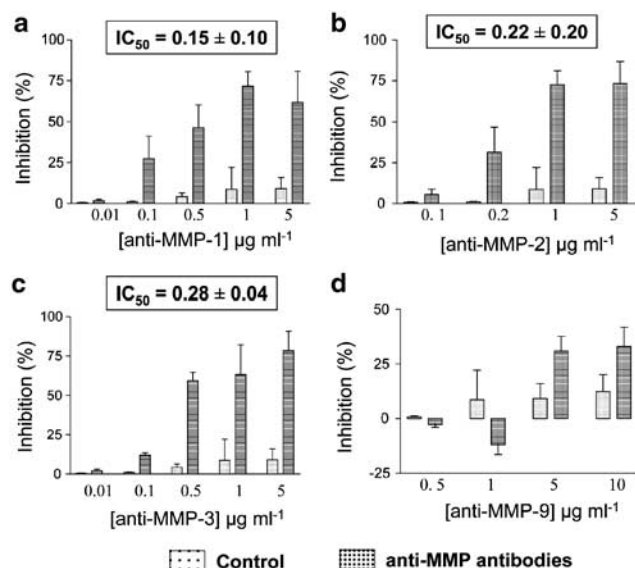 a
IC50 = 0.15 ± 0.10
100
75
50
25
0
Inhibition (%)
0.01 0.1 0.5 1 5
[anti-MMP-1] µg ml-1
b
IC50 = 0.22 ± 0.20
100
75
50
25
0
Inhibition (%)
0. 1 0.2 1 5
[anti-MMP-2] µg ml-1
c
IC50 = 0.28 ± 0.04
100
75
50
25
0
Inhibition (%)
0.01 0.1 0.5 1 5
[anti-MMP-3] µg ml-1
d
50
25
0
-25
Inhibition (%)
0. 5 1 5 10
[anti-MMP-9] µg ml-1
Control anti-MMP antibodies